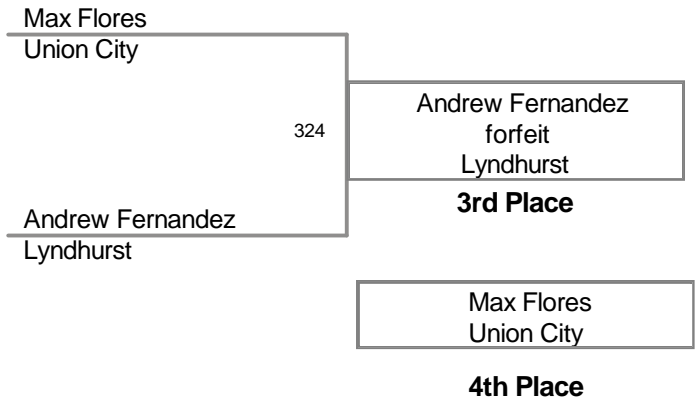 Max Flores
Union City
324
Andrew Fernandez
forfeit
Lyndhurst
3rd Place
Andrew Fernandez
Lyndhurst
Max Flores
Union City
4th Place